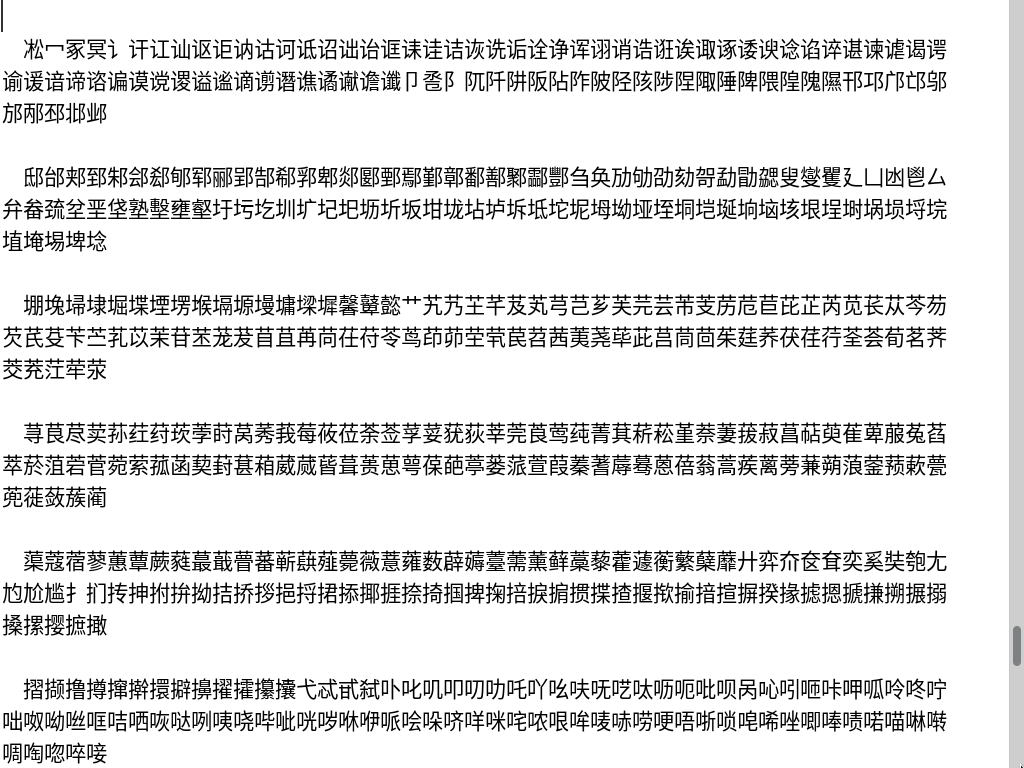 凇冖冢冥讠讦讧讪讴讵讷诂诃诋诏诎诒诓诔诖诘诙诜诟诠诤诨诩诮诰诳诶诹诼诿谀谂谄谇谌谏谑谒谔
谕谖谙谛谘谝谟谠谡谥谧谪谫谮谯谲谳谵谶卩卺阝阢阡阱阪阽阼陂陉陔陟陧陬陲陴隈隍隗隰邗邛邝邙邬
邡邴邳邶邺
邸邰郏郅邾郐郄郇郓郦郢郜郗郛郫郯郾鄄鄢鄞鄣鄱鄯鄹酃酆刍奂劢劬劭劾哿勐勖勰叟燮矍廴凵凼鬯厶
弁畚巯坌垩垡塾墼壅壑圩圬圪圳圹圮圯坜圻坂坩垅坫垆坼坻坨坭坶坳垭垤垌垲埏垧垴垓垠埕埘埚埙埒垸
埴埯埸埤埝
堋堍埽埭堀堞堙塄堠塥塬墁墉墚墀馨鼙懿艹艽艿芏芊芨芄芎芑芗芙芫芸芾芰苈苊苣芘芷芮苋苌苁芩芴
芡芪芟苄苎芤苡茉苷苤茏茇苜苴苒苘茌苻苓茑茚茆茔茕苠苕茜荑荛荜茈莒茼茴茱莛荞茯荏荇荃荟荀茗荠
茭茺茳荦荥
荨茛荩荬荪荭荮莰荸莳莴莠莪莓莜莅荼莶莩荽莸荻莘莞莨莺莼菁萁菥菘堇萘萋菝菽菖萜萸萑萆菔菟萏
萃菸菹菪菅菀萦菰菡葜葑葚葙葳蒇蒈葺蒉葸萼葆葩葶蒌蒎萱葭蓁蓍蓐蓦蒽蓓蓊蒿蒺蓠蒡蒹蒴蒗蓥蓣蔌甍
蔸蓰蔹蔟蔺
蕖蔻蓿蓼蕙蕈蕨蕤蕞蕺瞢蕃蕲蕻薤薨薇薏蕹薮薜薅薹薷薰藓藁藜藿蘧蘅蘩蘖蘼廾弈夼奁耷奕奚奘匏尢
尥尬尴扌扪抟抻拊拚拗拮挢拶挹捋捃掭揶捱捺掎掴捭掬掊捩掮掼揲揸揠揿揄揞揎摒揆掾摅摁搋搛搠搌搦
搡摞撄摭撖
摺撷撸撙撺擀擐擗擤擢攉攥攮弋忒甙弑卟叱叽叩叨叻吒吖吆呋呒呓呔呖呃吡呗呙吣吲咂咔呷呱呤咚咛
咄呶呦咝哐咭哂咴哒咧咦哓哔呲咣哕咻咿哌哙哚哜咩咪咤哝哏哞唛哧唠哽唔哳唢唣唏唑唧唪啧喏喵啉啭
啁啕唿啐唼